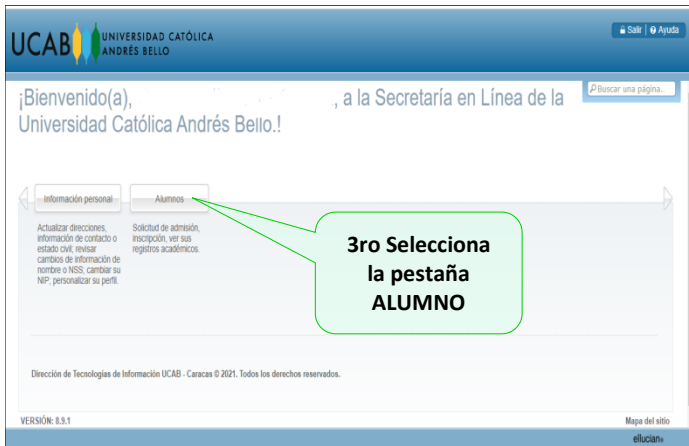 UCAB UNIVERSIDAD CATÓLICA
ANDRÉS BELLO
Salir | Ayuda
Buscar una página..
¡Bienvenido(a), , a la Secretaría en Línea de la
Universidad Católica Andrés Bello.!
Información personal
Alumnos
Actualizar direcciones,
información de contacto o
estado civil; revisar
cambios de información de
nombre o NSS; cambiar su
NIP; personalizar su perfil.
Solicitud de admisión,
inscripción, ver sus
registros académicos.
3ro Selecciona
la pestaña
ALUMNO
Dirección de Tecnologías de Información UCAB - Caracas © 2021. Todos los derechos reservados.
VERSIÓN: 8.9.1
Mapa del sitio
ellucian®